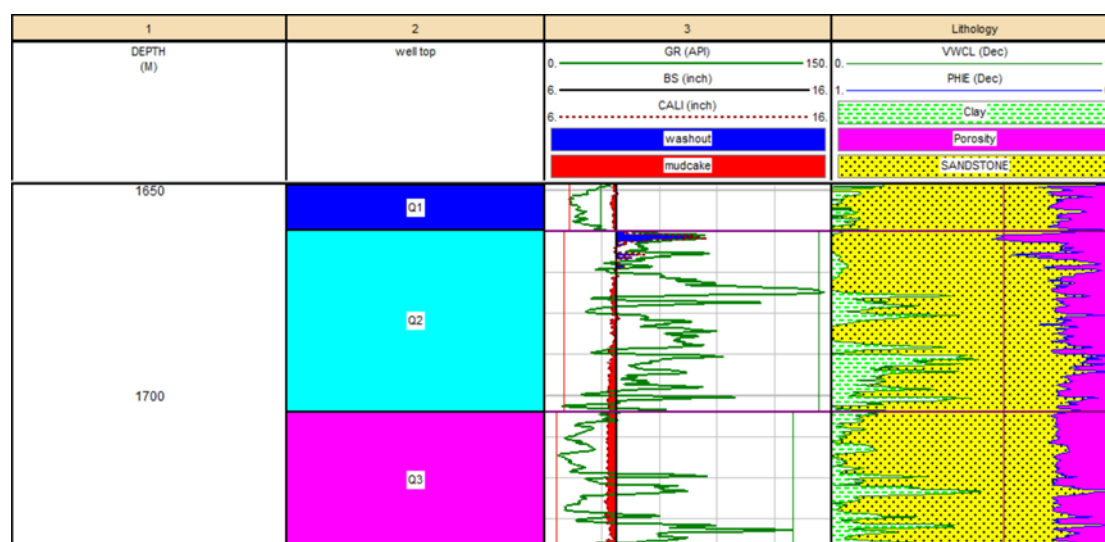 1 2 3 Lithology
DEPTH
(M)
well top
GR (API)
0. 150.
BS (inch)
6. 16.
CALI (inch)
6. 16.
washout
mudcake
VWCL (Dec)
0.
PHIE (Dec)
1.
Clay
Porosity
SANDSTONE
1650
1700
Q1
Q2
Q3